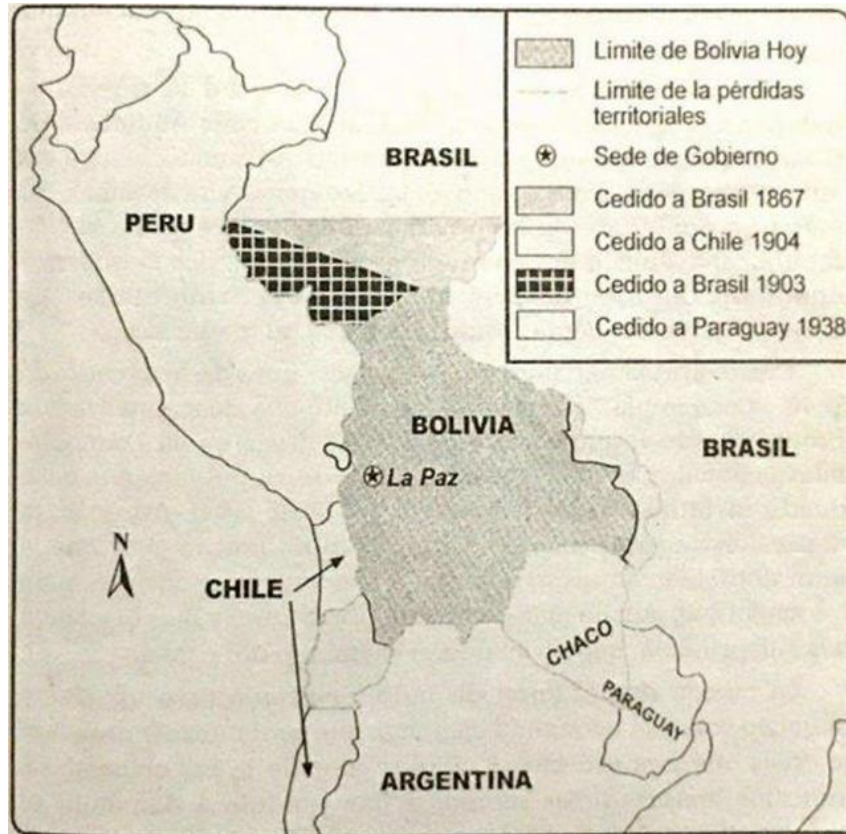 Limite de Bolivia Hoy
Limite de la pérdidas
territoriales
Sede de Gobierno
Cedido a Brasil 1867
Cedido a Chile 1904
Cedido a Brasil 1903
Cedido a Paraguay 1938
BRASIL
PERU
BOLIVIA
BRASIL
La Paz
N
CHILE
CHACO
PARAGUAY
ARGENTINA